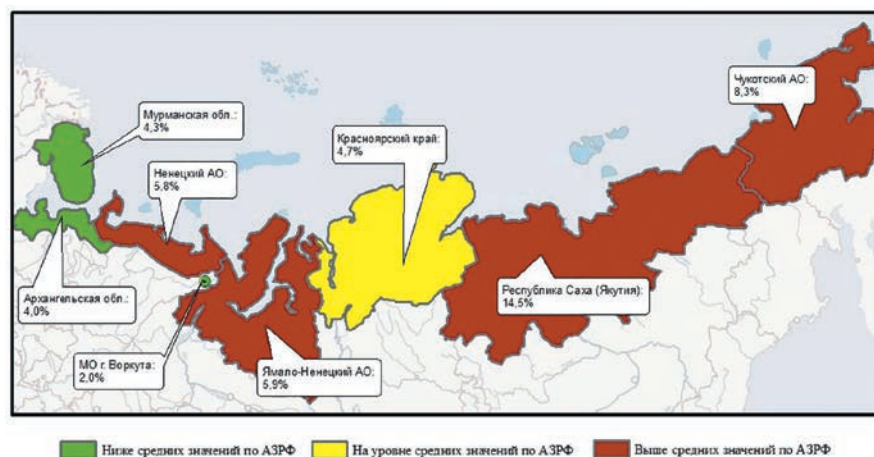 Мурманская обл.:
4,3%
Ненецкий АО:
5,8%
Красноярский край:
4,7%
Чукотский АО:
8,3%
Архангельская обл.:
4,0%
МО г. Воркута:
2,0%
Ямало-Ненецкий АО:
5,9%
Республика Саха (Якутия):
14,5%
Ниже средних значений по АЗРФ
На уровне средних значений по АЗРФ
Выше средних значений по АЗРФ